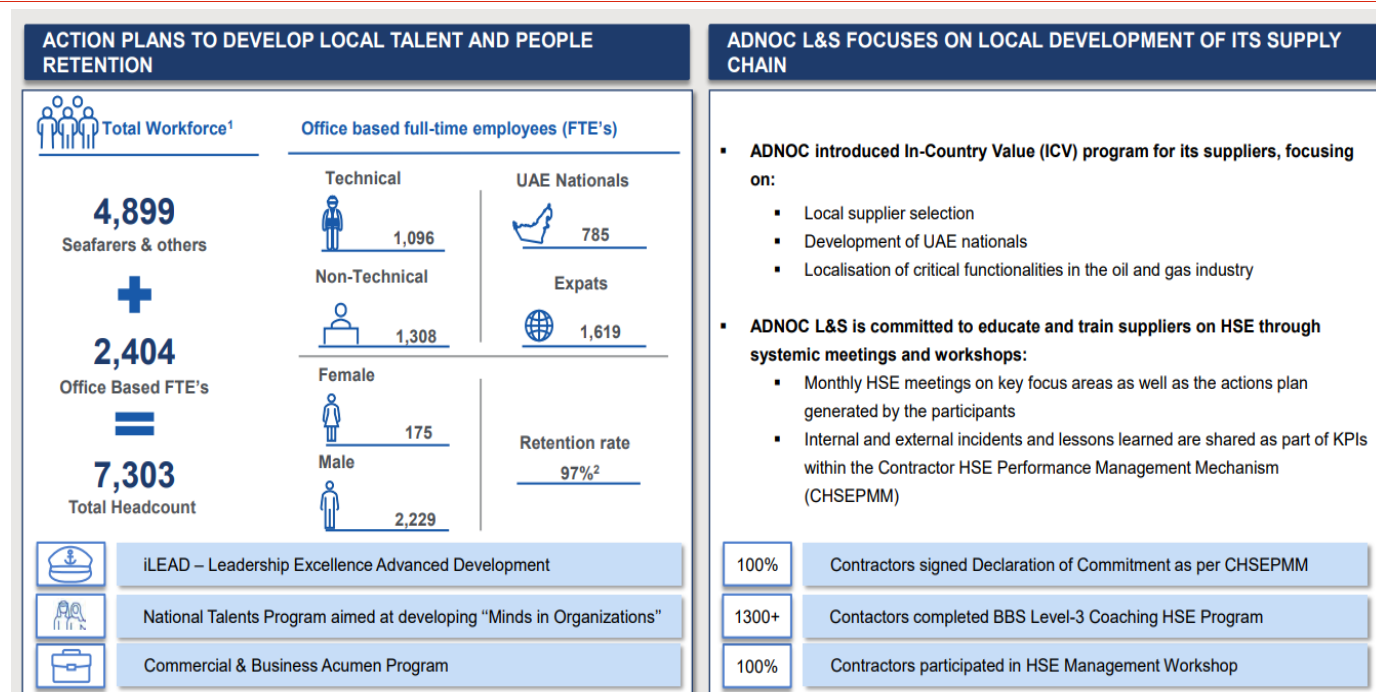 ACTION PLANS TO DEVELOP LOCAL TALENT AND PEOPLE
RETENTION
Total Workforce¹
4,899
Seafarers & others
2,404
Office Based FTE's
7,303
Total Headcount
Office based full-time employees (FTE's)
Technical
1,096
Non-Technical
1,308
UAE Nationals
785
Expats
1,619
Female
175
Male
2,229
Retention rate
97%²
iLEAD – Leadership Excellence Advanced Development
National Talents Program aimed at developing “Minds in Organizations”
Commercial & Business Acumen Program
ADNOC L&S FOCUSES ON LOCAL DEVELOPMENT OF ITS SUPPLY
CHAIN
▪ ADNOC introduced In-Country Value (ICV) program for its suppliers, focusing
on:
▪ Local supplier selection
▪ Development of UAE nationals
▪ Localisation of critical functionalities in the oil and gas industry
▪ ADNOC L&S is committed to educate and train suppliers on HSE through
systemic meetings and workshops:
▪ Monthly HSE meetings on key focus areas as well as the actions plan
generated by the participants
▪ Internal and external incidents and lessons learned are shared as part of KPIs
within the Contractor HSE Performance Management Mechanism
(CHSEPMM)
100% Contractors signed Declaration of Commitment as per CHSEPMM
1300+ Contactors completed BBS Level-3 Coaching HSE Program
100% Contractors participated in HSE Management Workshop